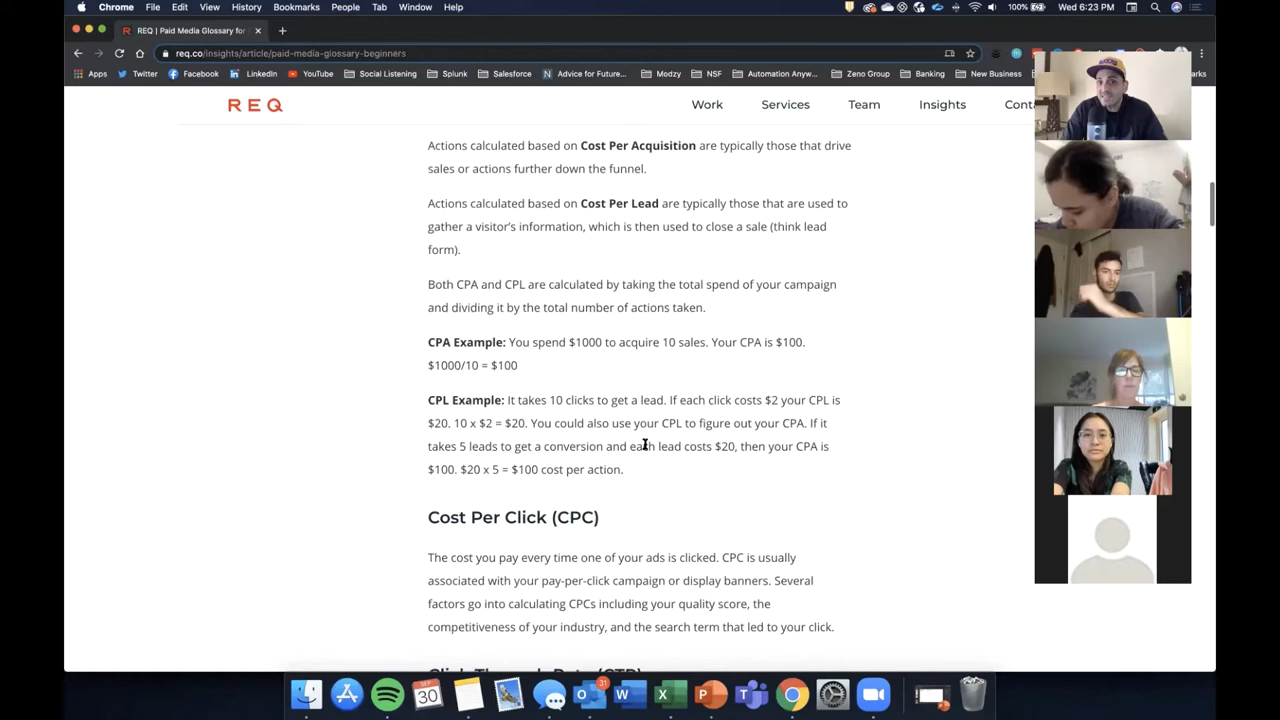 Chrome File Edit View History Bookmarks People Tab Window Help
100% Wed 6:23 PM
REQ | Paid Media Glossary for
req.co/insights/article/paid-media-glossary-beginners
Apps Twitter Facebook LinkedIn YouTube Social Listening Splunk Salesforce Advice for Future... Modzy NSF Automation Anyw... Zeno Group Banking New Business
REQ Work Services Team Insights
Actions calculated based on Cost Per Acquisition are typically those that drive
sales or actions further down the funnel.
Actions calculated based on Cost Per Lead are typically those that are used to
gather a visitor's information, which is then used to close a sale (think lead
form).
Both CPA and CPL are calculated by taking the total spend of your campaign
and dividing it by the total number of actions taken.
CPA Example: You spend $1000 to acquire 10 sales. Your CPA is $100.
$1000/10 = $100
CPL Example: It takes 10 clicks to get a lead. If each click costs $2 your CPL is
$20. 10 x $2 = $20. You could also use your CPL to figure out your CPA. If it
takes 5 leads to get a conversion and each lead costs $20, then your CPA is
$100. $20 x 5 = $100 cost per action.
Cost Per Click (CPC)
The cost you pay every time one of your ads is clicked. CPC is usually
associated with your pay-per-click campaign or display banners. Several
factors go into calculating CPCs including your quality score, the
competitiveness of your industry, and the search term that led to your click.
SEP
30
31